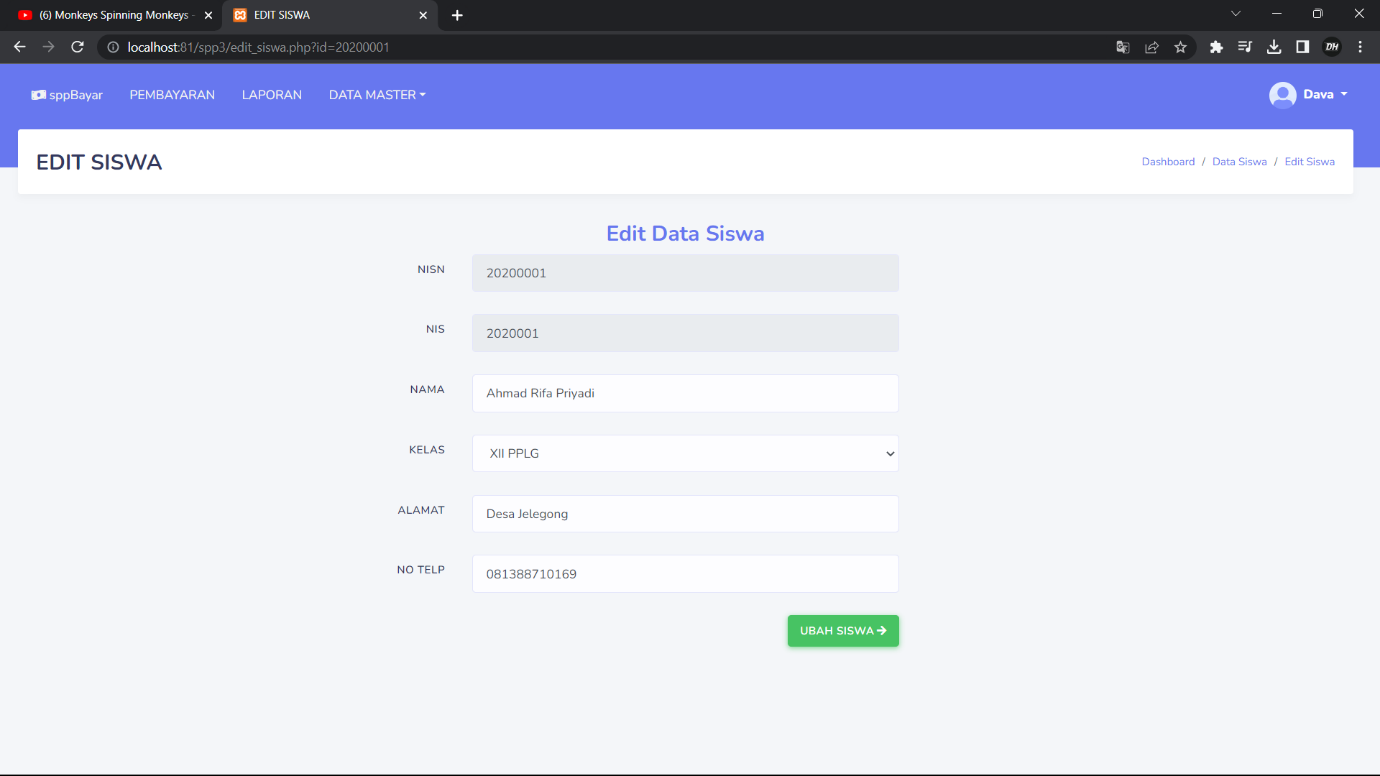 (6) Monkeys Spinning Monkeys -
EDIT SISWA
localhost:81/spp3/edit_siswa.php?id=20200001
DH
sppBayar PEMBAYARAN LAPORAN DATA MASTER
Dava
EDIT SISWA
Dashboard / Data Siswa / Edit Siswa
Edit Data Siswa
NISN 20200001
NIS 2020001
NAMA Ahmad Rifa Priyadi
KELAS XII PPLG
ALAMAT Desa Jelegong
NO TELP 081388710169
UBAH SISWA